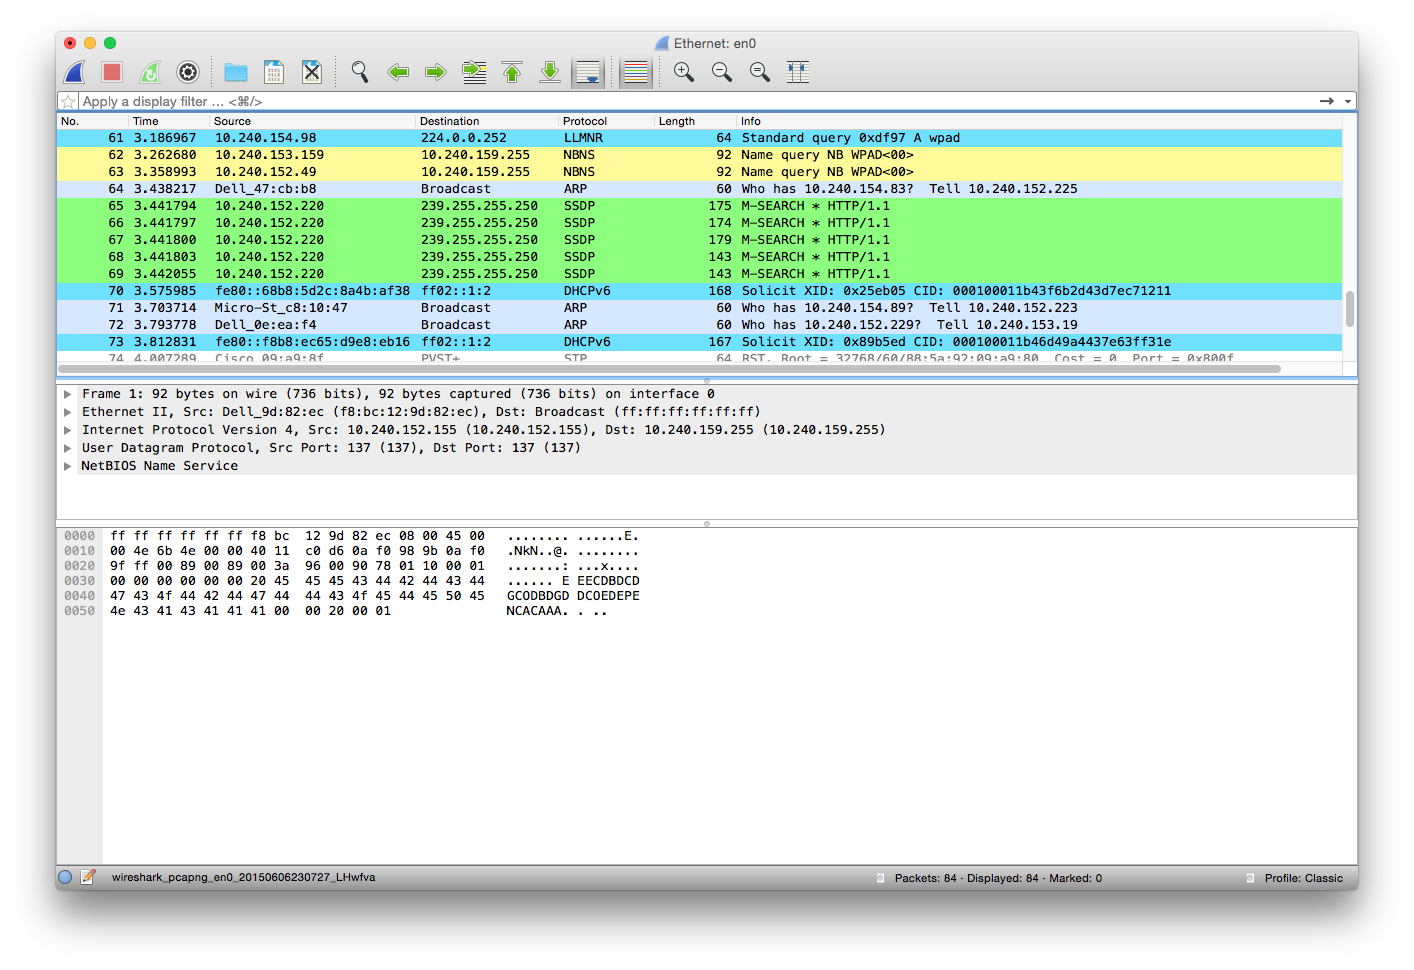 Ethernet: en0
Apply a display filter ... <⌘/>
No. Time Source Destination Protocol Length Info
61 3.186967 10.240.154.98 224.0.0.252 LLMNR 64 Standard query 0xdf97 A wpad
62 3.262680 10.240.153.159 10.240.159.255 NBNS 92 Name query NB WPAD<00>
63 3.358993 10.240.152.49 10.240.159.255 NBNS 92 Name query NB WPAD<00>
64 3.438217 Dell_47:cb:b8 Broadcast ARP 60 Who has 10.240.154.83? Tell 10.240.152.225
65 3.441794 10.240.152.220 239.255.255.250 SSDP 175 M-SEARCH * HTTP/1.1
66 3.441797 10.240.152.220 239.255.255.250 SSDP 174 M-SEARCH * HTTP/1.1
67 3.441800 10.240.152.220 239.255.255.250 SSDP 179 M-SEARCH * HTTP/1.1
68 3.441803 10.240.152.220 239.255.255.250 SSDP 143 M-SEARCH * HTTP/1.1
69 3.442055 10.240.152.220 239.255.255.250 SSDP 143 M-SEARCH * HTTP/1.1
70 3.575985 fe80::68b8:5d2c:8a4b:af38 ff02::1:2 DHCPv6 168 Solicit XID: 0x25eb05 CID: 000100011b43f6b2d43d7ec71211
71 3.703714 Micro-St_c8:10:47 Broadcast ARP 60 Who has 10.240.154.89? Tell 10.240.152.223
72 3.793778 Dell_0e:ea:f4 Broadcast ARP 60 Who has 10.240.152.229? Tell 10.240.153.19
73 3.812831 fe80::f8b8:ec65:d9e8:eb16 ff02::1:2 DHCPv6 167 Solicit XID: 0x89b5ed CID: 000100011b46d49a4437e63ff31e
74 4.007289 Cisco_09:a9:8f PVST+ STP 64 RST. Root = 32768/60/88:5a:92:09:a9:80 Cost = 0 Port = 0x800f
Frame 1: 92 bytes on wire (736 bits), 92 bytes captured (736 bits) on interface 0
Ethernet II, Src: Dell_9d:82:ec (f8:bc:12:9d:82:ec), Dst: Broadcast (ff:ff:ff:ff:ff:ff)
Internet Protocol Version 4, Src: 10.240.152.155 (10.240.152.155), Dst: 10.240.159.255 (10.240.159.255)
User Datagram Protocol, Src Port: 137 (137), Dst Port: 137 (137)
NetBIOS Name Service
0000 ff ff ff ff ff ff f8 bc 12 9d 82 ec 08 00 45 00 ........ ......E.
0010 00 4e 6b 4e 00 00 40 11 c0 d6 0a f0 98 9b 0a f0 .NkN..@. ........
0020 9f ff 00 89 00 89 00 3a 96 00 90 78 01 10 00 01 .......: ...x....
0030 00 00 00 00 00 00 20 45 45 45 43 44 42 44 43 44 ...... E EECDBDCD
0040 47 43 4f 44 42 44 47 44 44 43 4f 45 44 45 50 45 GCODBDGD DCOEDEPE
0050 4e 43 41 43 41 41 41 00 00 20 00 01 NCACAAA. . ..
wireshark_pcapng_en0_20150606230727_LHwfva
Packets: 84 · Displayed: 84 · Marked: 0
Profile: Classic